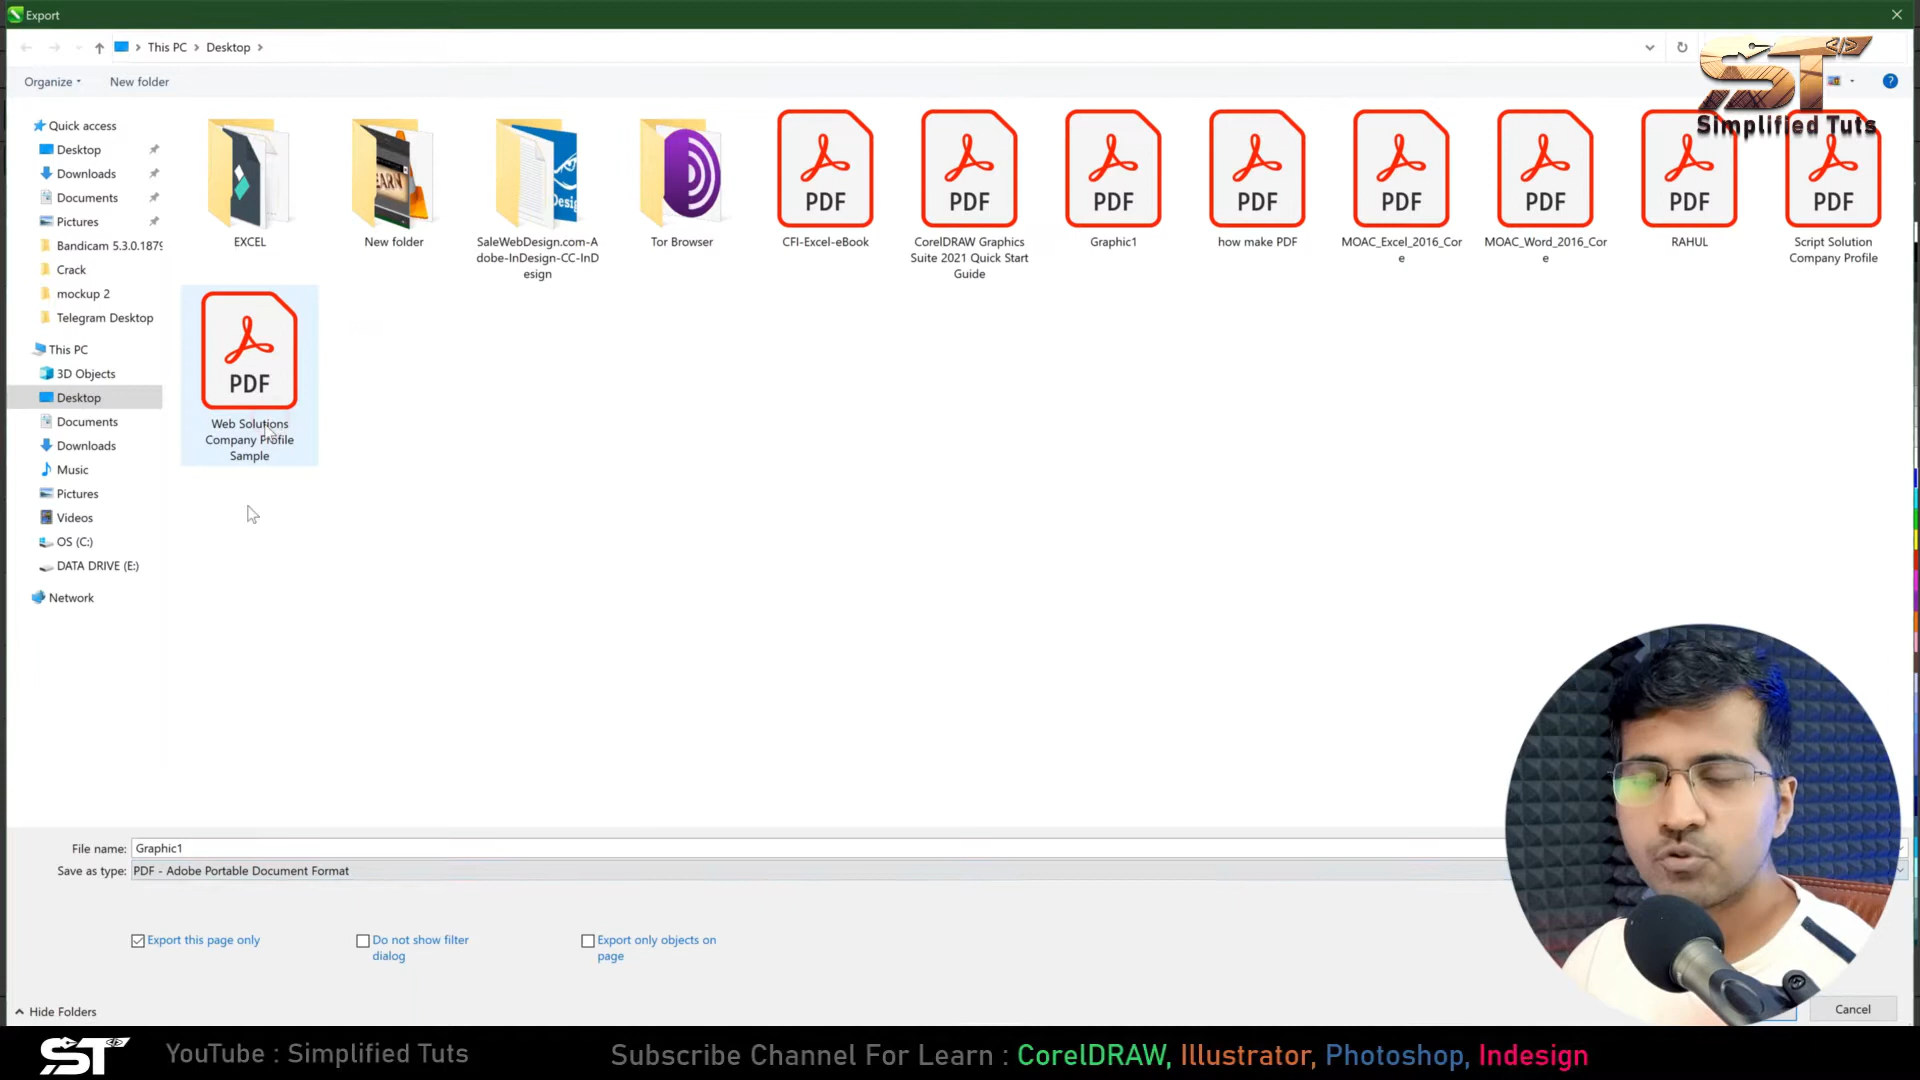 Export
This PC
Desktop
Organize
New folder
ST
Simplified Tuts
Quick access
Desktop
Downloads
Documents
Pictures
Bandicam 5.3.0.1879
Crack
mockup 2
Telegram Desktop
This PC
3D Objects
Desktop
Documents
Downloads
Music
Pictures
Videos
OS (C:)
DATA DRIVE (E:)
Network
EXCEL
New folder
SaleWebDesign.com-A
dobe-InDesign-CC-InD
esign
Tor Browser
PDF
CFI-Excel-eBook
PDF
CorelDRAW Graphics
Suite 2021 Quick Start
Guide
PDF
Graphic1
PDF
how make PDF
PDF
MOAC_Excel_2016_Cor
e
PDF
MOAC_Word_2016_Cor
e
PDF
RAHUL
PDF
Script Solution
Company Profile
PDF
Web Solutions
Company Profile
Sample
File name: Graphic1
Save as type: PDF - Adobe Portable Document Format
Export this page only
Do not show filter
dialog
Export only objects on
page
Hide Folders
Cancel
ST
YouTube : Simplified Tuts
Subscribe Channel For Learn : CorelDRAW, Illustrator, Photoshop, Indesign